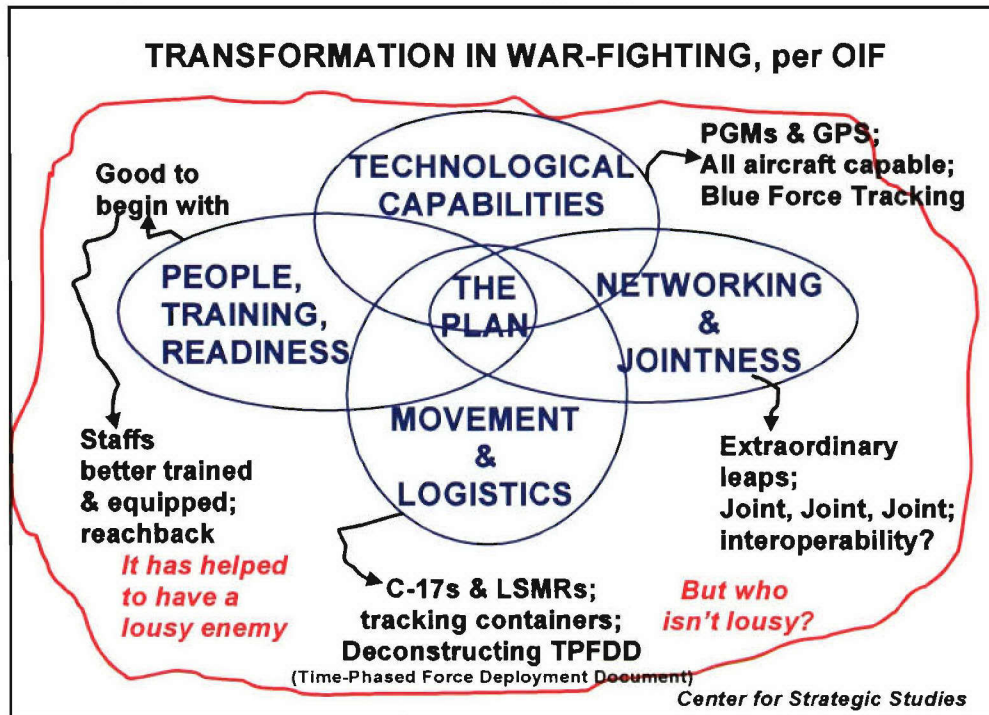 TRANSFORMATION IN WAR-FIGHTING, per OIF
TECHNOLOGICAL
CAPABILITIES
PGMs & GPS;
All aircraft capable;
Blue Force Tracking
Good to
begin with
PEOPLE,
TRAINING,
READINESS
THE
PLAN
NETWORKING
&
JOINTNESS
MOVEMENT
&
LOGISTICS
Staffs
better trained
& equipped;
reachback
Extraordinary
leaps;
Joint, Joint, Joint;
interoperability?
It has helped
to have a
lousy enemy
C-17s & LSMRs;
tracking containers;
Deconstructing TPFDD
(Time-Phased Force Deployment Document)
But who
isn't lousy?
Center for Strategic Studies